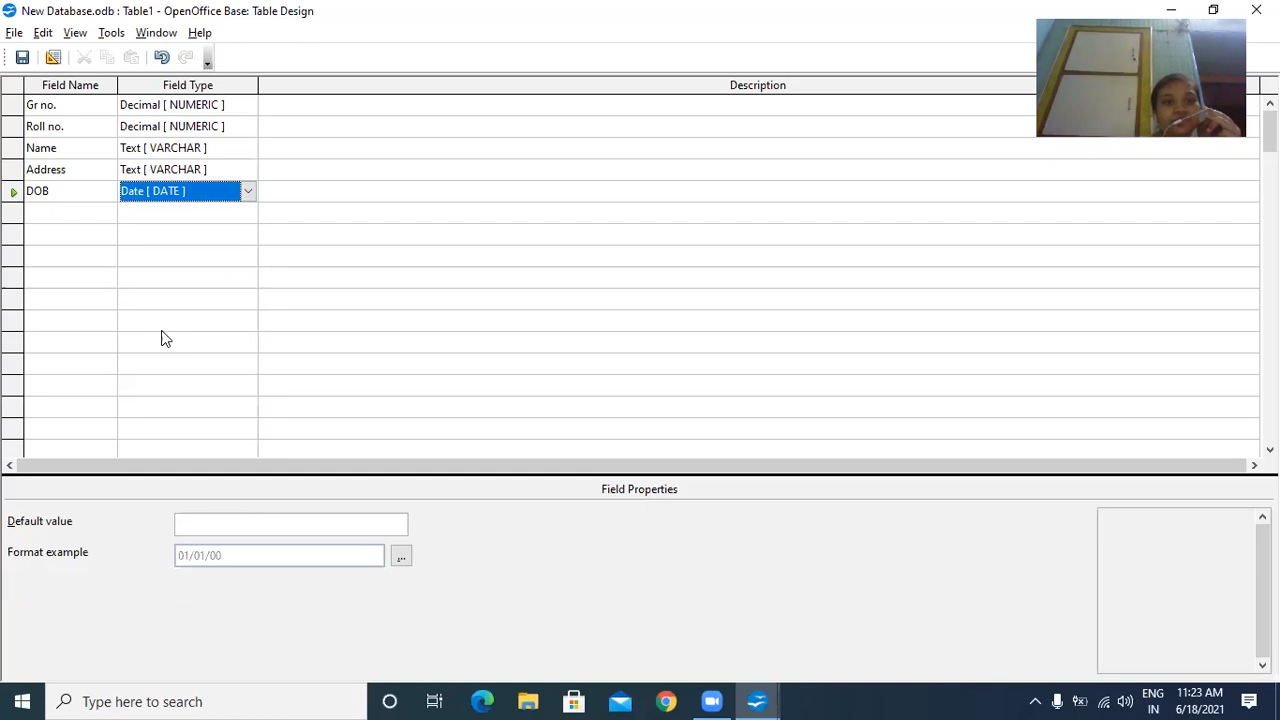 New Database.odb : Table1 - OpenOffice Base: Table Design
File Edit View Tools Window Help
Field Name Field Type Description
Gr no. Decimal [ NUMERIC ]
Roll no. Decimal [ NUMERIC ]
Name Text [ VARCHAR ]
Address Text [ VARCHAR ]
DOB Date [ DATE ]
Field Properties
Default value
Format example 01/01/00 ...
Type here to search
ENG 11:23 AM
IN 6/18/2021